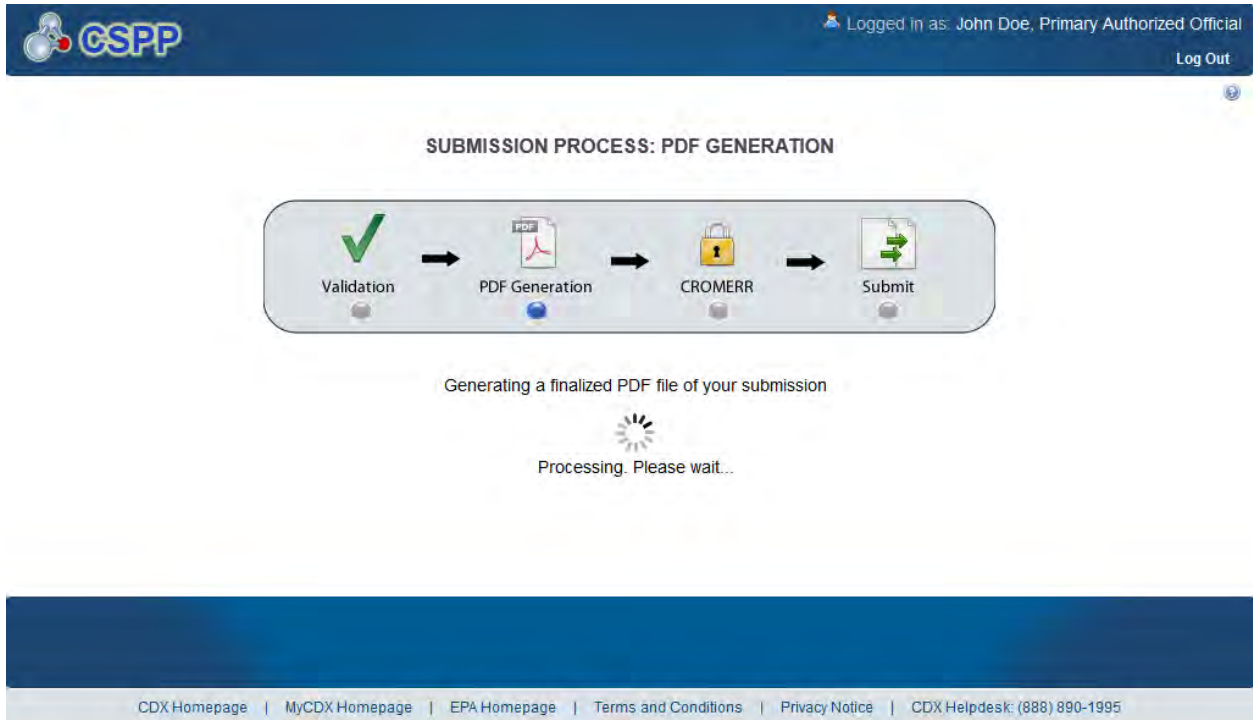 CSPP
Logged in as: John Doe, Primary Authorized Official
Log Out
SUBMISSION PROCESS: PDF GENERATION
PDF
Validation
PDF Generation
CROMERR
Submit
Generating a finalized PDF file of your submission
Processing. Please wait...
CDX Homepage | MyCDX Homepage | EPA Homepage | Terms and Conditions | Privacy Notice | CDX Helpdesk: (888) 890-1995